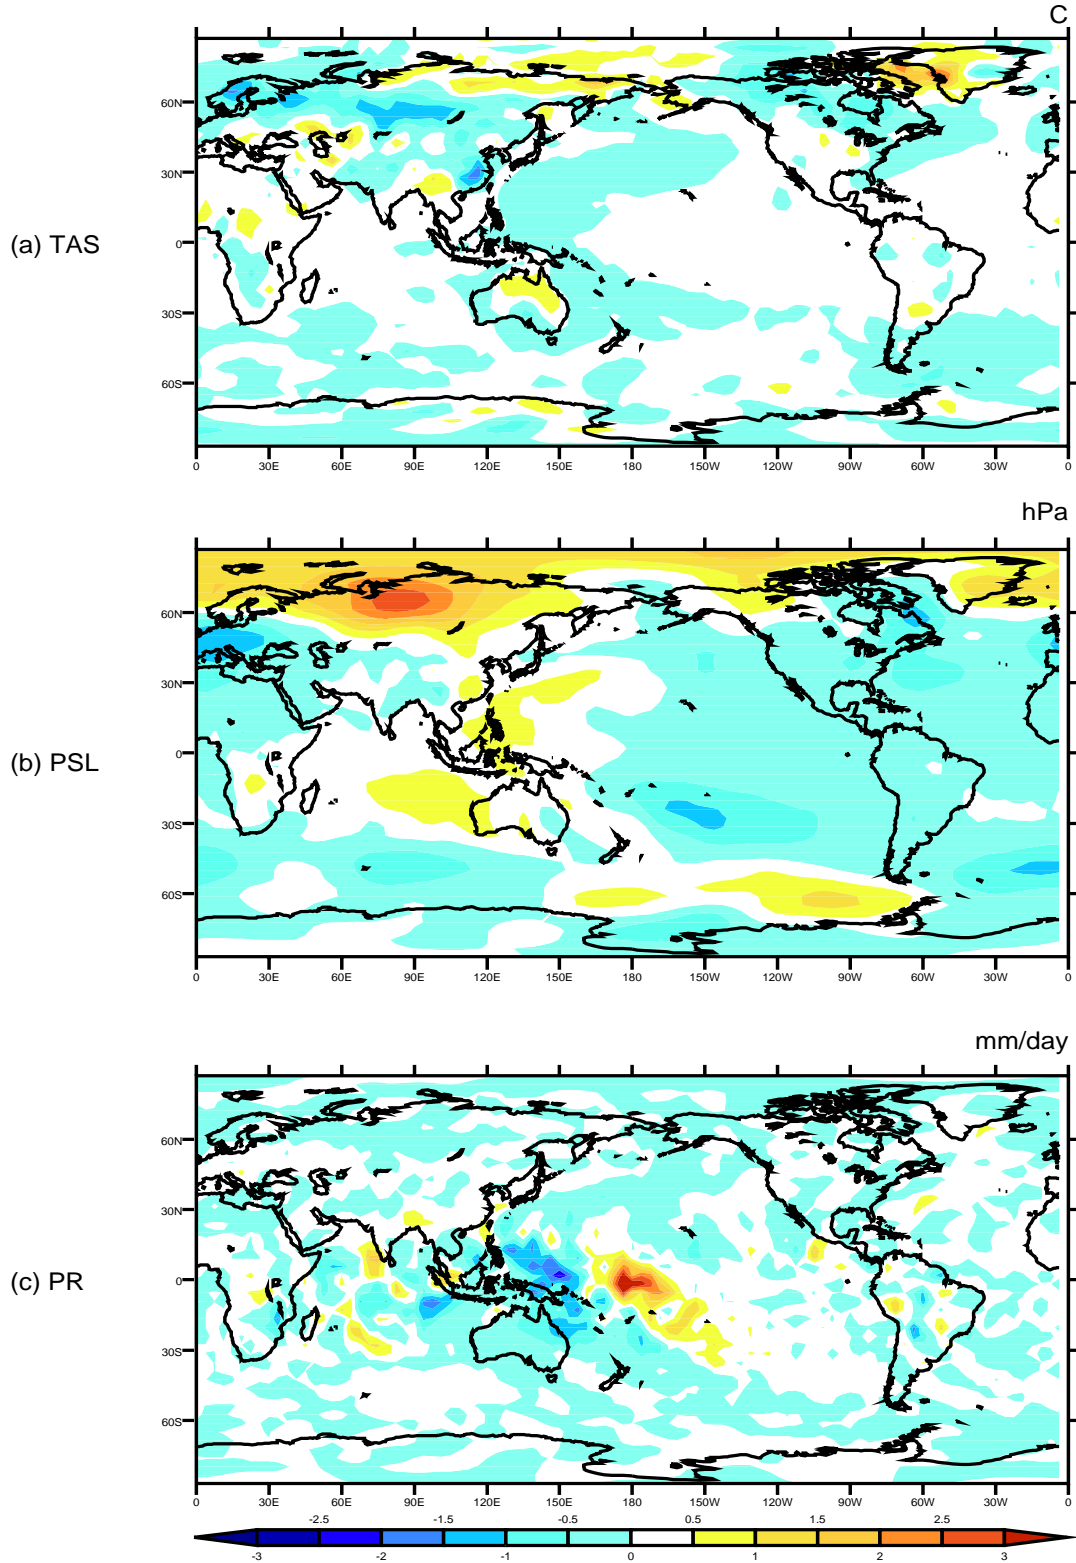 C
60N
30N
(a) TAS
0
30S
60S
0 30E 60E 90E 120E 150E 180 150W 120W 90W 60W 30W 0
hPa
60N
30N
(b) PSL
0
30S
60S
0 30E 60E 90E 120E 150E 180 150W 120W 90W 60W 30W 0
mm/day
60N
30N
(c) PR
0
30S
60S
0 30E 60E 90E 120E 150E 180 150W 120W 90W 60W 30W 0
-2.5 -1.5 -0.5 0.5 1.5 2.5
-3 -2 -1 0 1 2 3